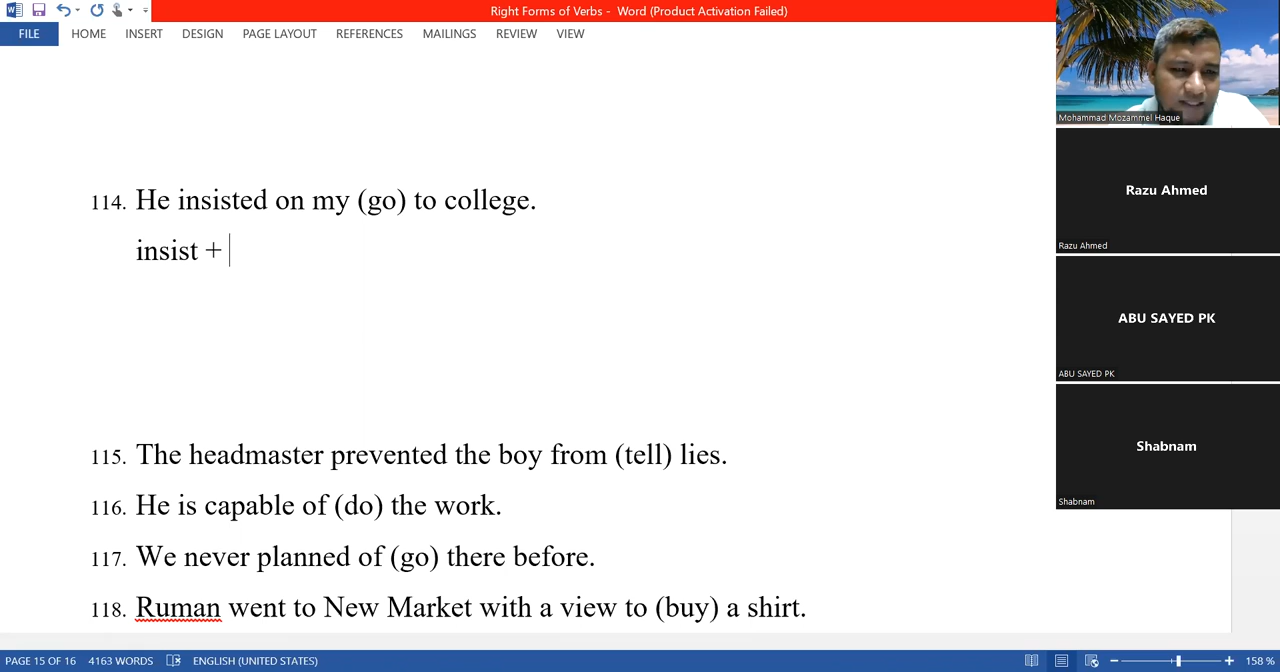 Right Forms of Verbs - Word (Product Activation Failed)
FILE HOME INSERT DESIGN PAGE LAYOUT REFERENCES MAILINGS REVIEW VIEW
Mohammad Mozammel Haque
Razu Ahmed
Razu Ahmed
ABU SAYED PK
ABU SAYED PK
Shabnam
Shabnam
114. He insisted on my (go) to college.
insist +
115. The headmaster prevented the boy from (tell) lies.
116. He is capable of (do) the work.
117. We never planned of (go) there before.
118. Ruman went to New Market with a view to (buy) a shirt.
PAGE 15 OF 16 4163 WORDS ENGLISH (UNITED STATES) 158 %